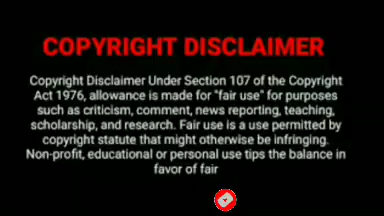 COPYRIGHT DISCLAIMER
Copyright Disclaimer Under Section 107 of the Copyright
Act 1976, allowance is made for "fair use" for purposes
such as criticism, comment, news reporting, teaching,
scholarship, and research. Fair use is a use permitted by
copyright statute that might otherwise be infringing.
Non-profit, educational or personal use tips the balance in
favor of fair